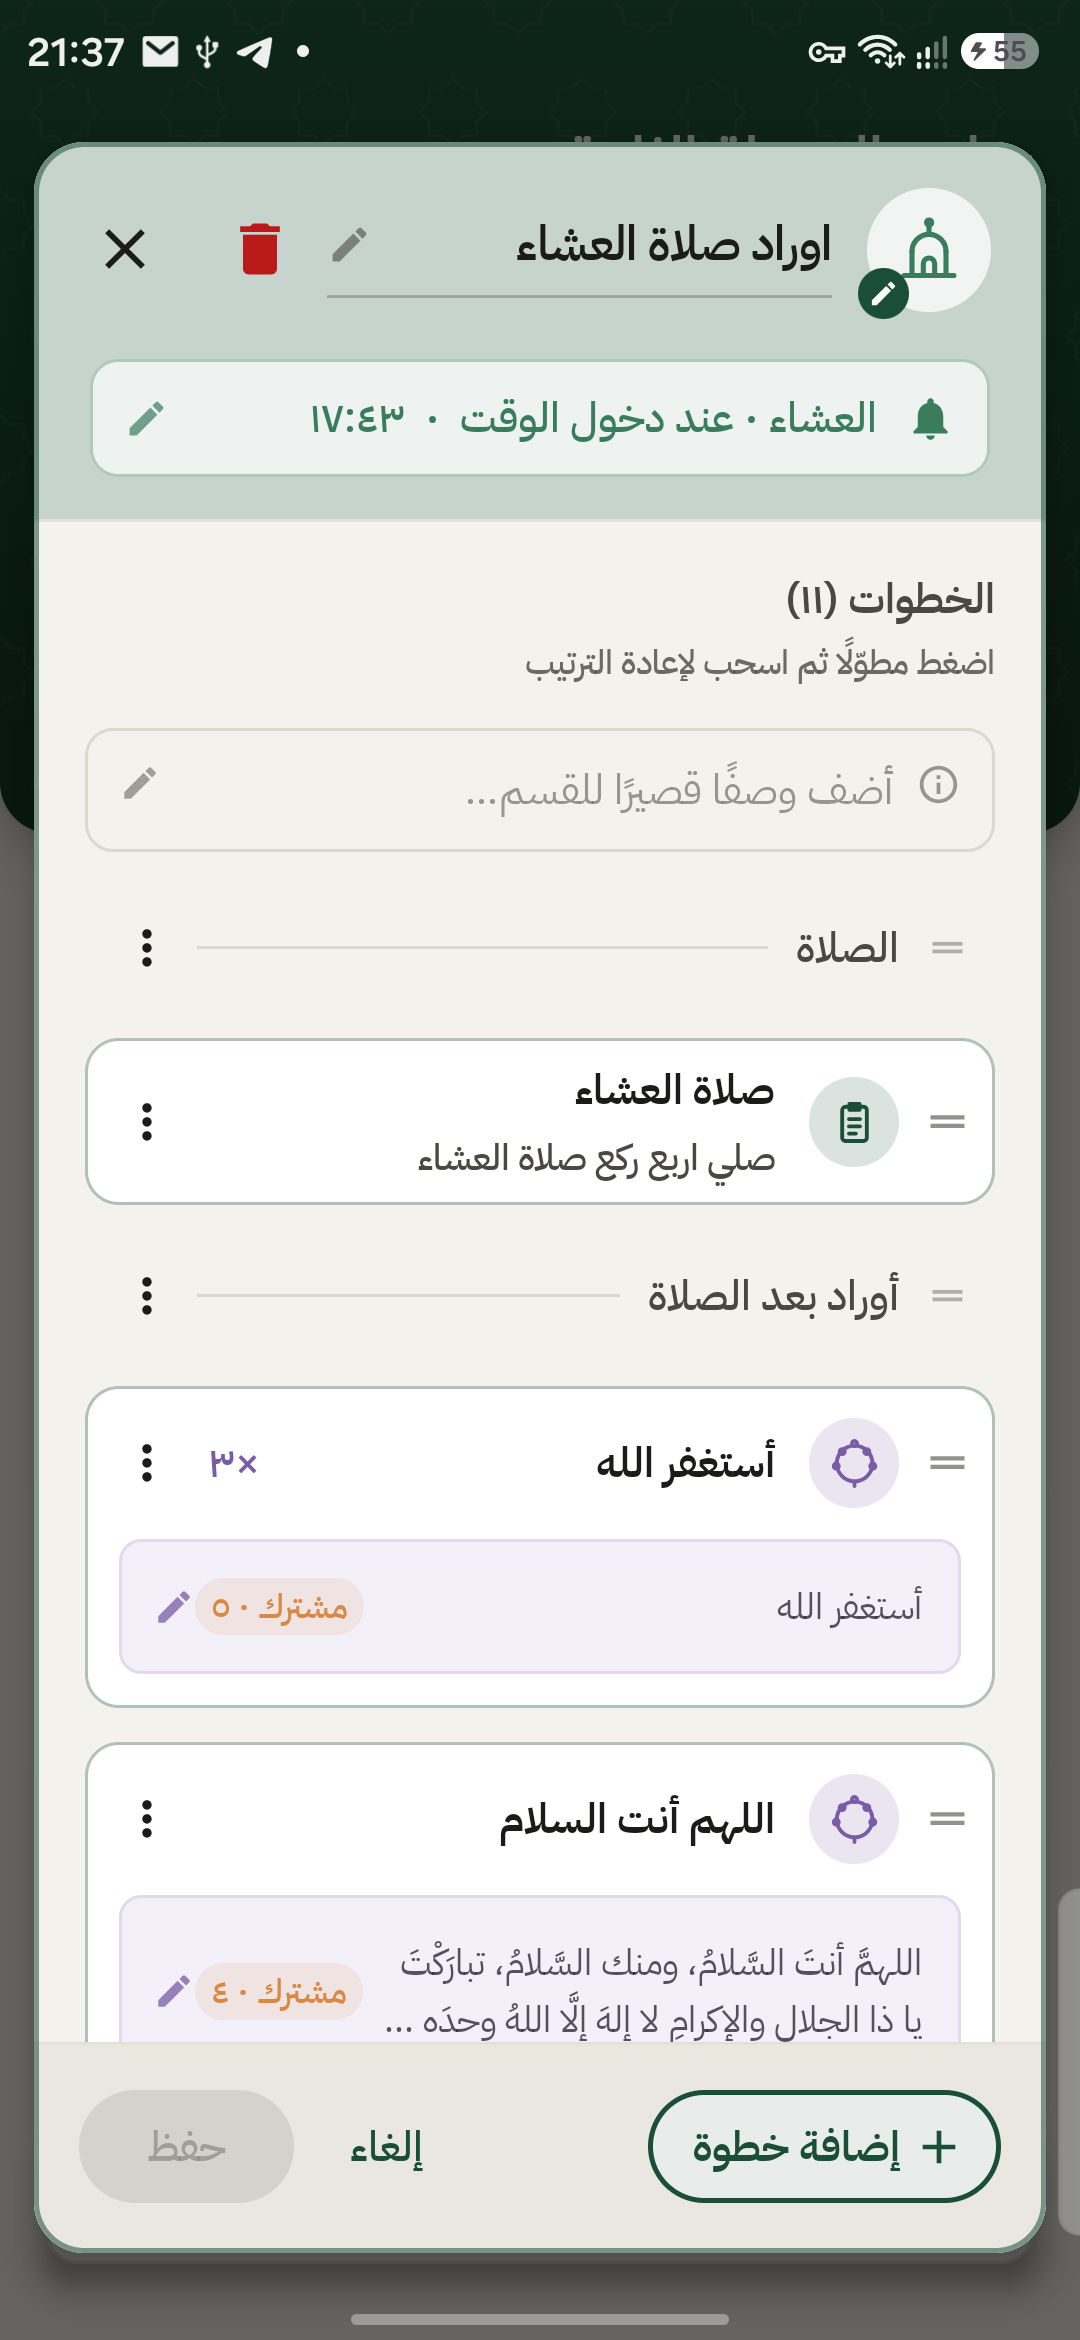 21:37
55
اوراد صلاة العشاء
العشاء · عند دخول الوقت · ١٧:٤٣
الخطوات (١١)
اضغط مطوّلًا ثم اسحب لإعادة الترتيب
أضف وصفًا قصيرًا للقسم...
الصلاة
صلاة العشاء
صلي اربع ركع صلاة العشاء
أوراد بعد الصلاة
أستغفر الله
×٣
أستغفر الله
مشترك · ٥
اللهم أنت السلام
اللهمَّ أنتَ السَّلامُ، ومنك السَّلامُ، تبارَكْتَ
يا ذا الجلال والإكرامِ لا إلهَ إلَّا اللهُ وحدَه ...
مشترك · ٤
إضافة خطوة
إلغاء
حفظ